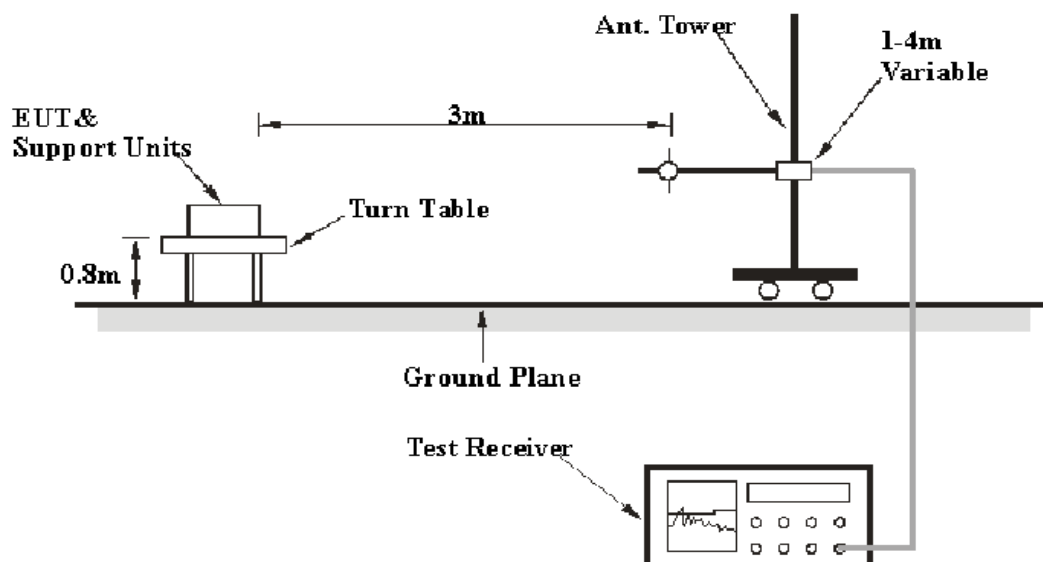 Ant. Tower
1-4m
Variable
3m
EUT&
Support Units
Turn Table
0.8m
Ground Plane
Test Receiver